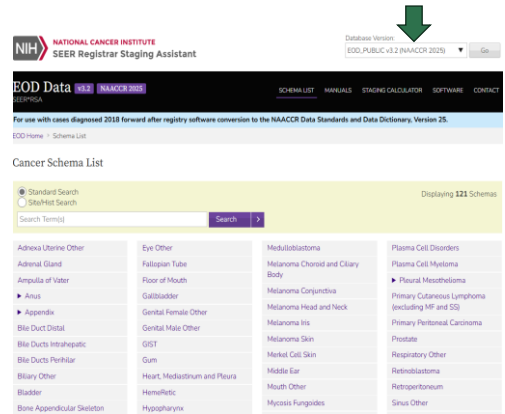 Database Version
NIH
NATIONAL CANCER INSTITUTE
SEER Registrar Staging Assistant
EOD_PUBLIC v3.2 (NAACCR 2025)
Go
EOD Data v3.2 NAACCR 2025
SEER*RSA
SCHEMA LIST MANUALS STAGING CALCULATOR SOFTWARE CONTACT
For use with cases diagnosed 2018 forward after registry software conversion to the NAACCR Data Standards and Data Dictionary, Version 25.
EOD Home > Schema List
Cancer Schema List
Standard Search
Site/Hist Search
Displaying 121 Schemas
Search Term(s)
Search >
Adnexa Uterine Other
Adrenal Gland
Ampulla of Vater
Anus
Appendix
Bile Duct Distal
Bile Ducts Intrahepatic
Bile Ducts Perihilar
Biliary Other
Bladder
Bone Appendicular Skeleton
Eye Other
Fallopian Tube
Floor of Mouth
Gallbladder
Genital Female Other
Genital Male Other
GIST
Gum
Heart, Mediastinum and Pleura
HemeRetic
Hypopharynx
Medulloblastoma
Melanoma Choroid and Ciliary
Body
Melanoma Conjunctiva
Melanoma Head and Neck
Melanoma Iris
Melanoma Skin
Merkel Cell Skin
Middle Ear
Mouth Other
Mycosis Fungoides
Plasma Cell Disorders
Plasma Cell Myeloma
Pleural Mesothelioma
Primary Cutaneous Lymphoma
(excluding MF and SS)
Primary Peritoneal Carcinoma
Prostate
Respiratory Other
Retinoblastoma
Retroperitoneum
Sinus Other